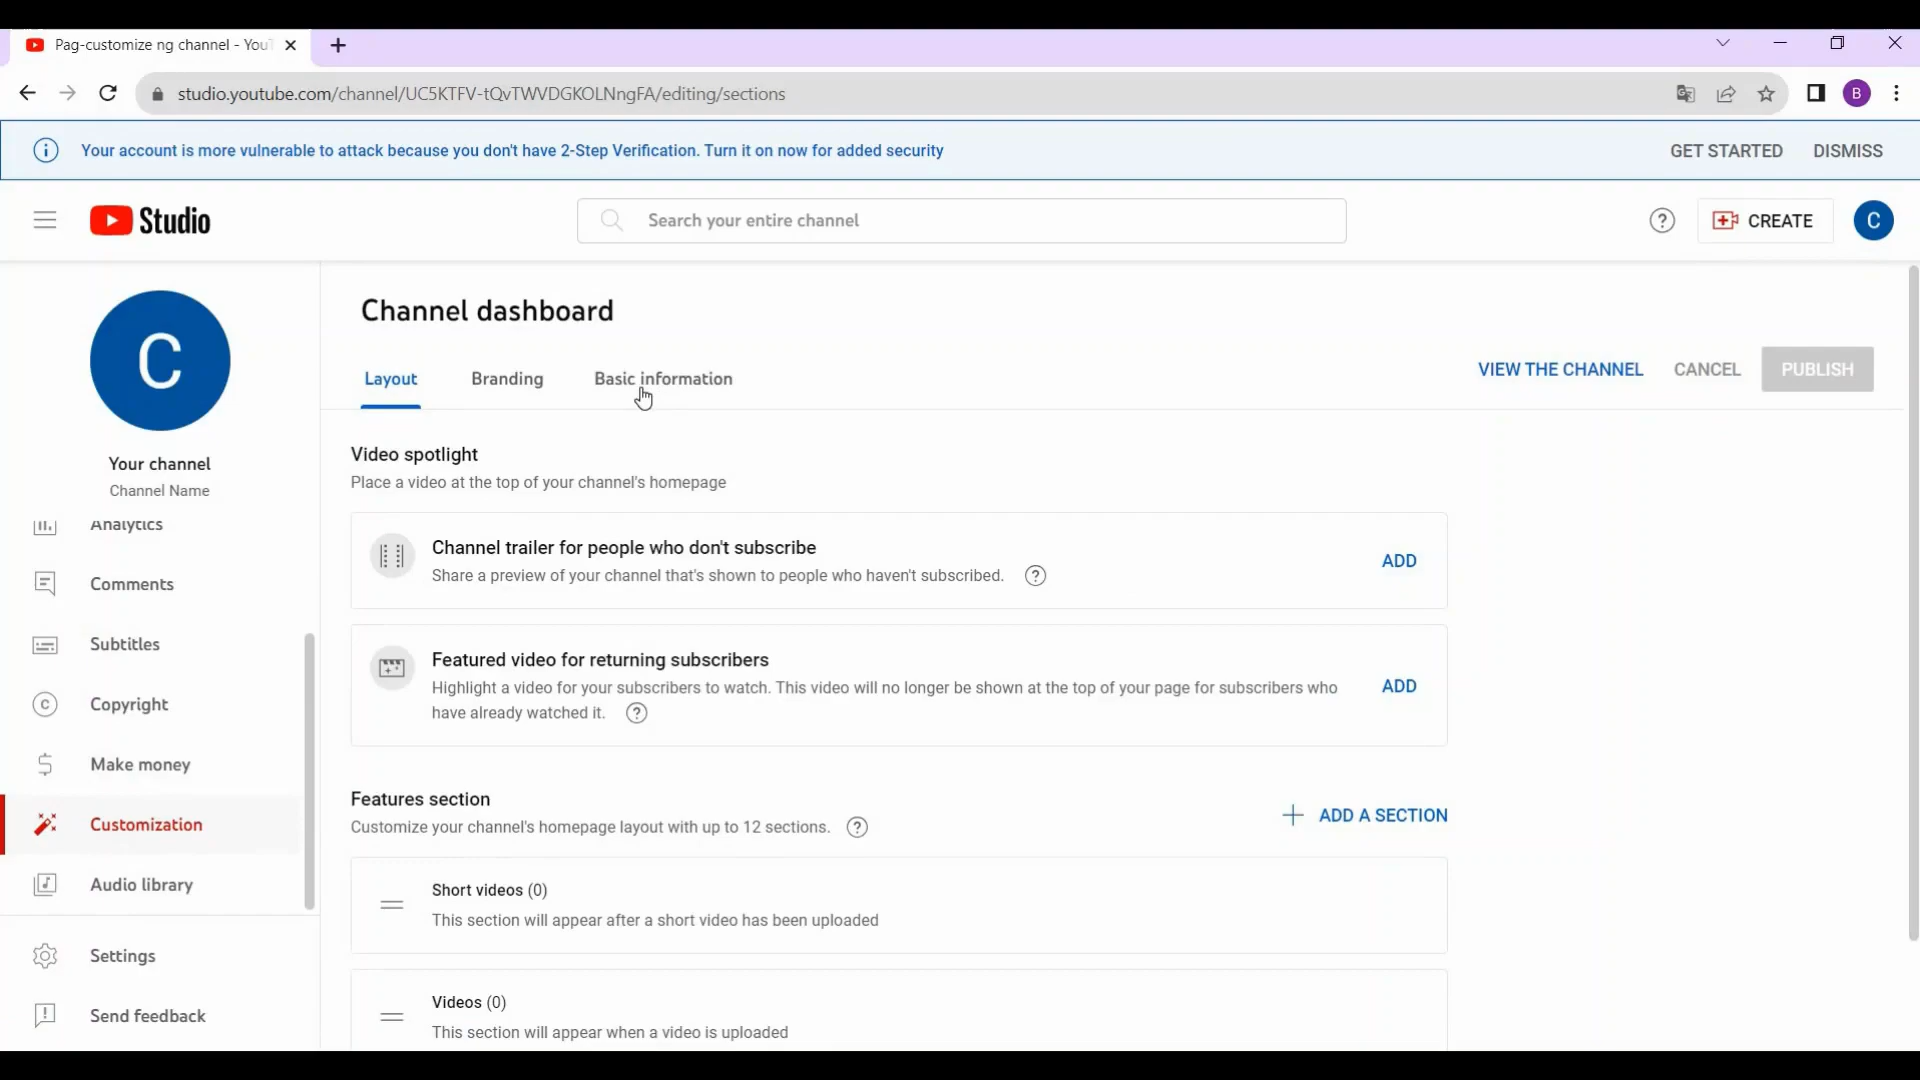 Pag-customize ng channel - You
studio.youtube.com/channel/UC5KTFV-tQvTWVDGKOLNngFA/editing/sections
B
Your account is more vulnerable to attack because you don't have 2-Step Verification. Turn it on now for added security
GET STARTED
DISMISS
Studio
Search your entire channel
CREATE
C
C
Your channel
Channel Name
Analytics
Comments
Subtitles
Copyright
Make money
Customization
Audio library
Settings
Send feedback
Channel dashboard
Layout
Branding
Basic information
VIEW THE CHANNEL
CANCEL
PUBLISH
Video spotlight
Place a video at the top of your channel's homepage
Channel trailer for people who don't subscribe
Share a preview of your channel that's shown to people who haven't subscribed.
ADD
Featured video for returning subscribers
Highlight a video for your subscribers to watch. This video will no longer be shown at the top of your page for subscribers who
have already watched it.
ADD
Features section
Customize your channel's homepage layout with up to 12 sections.
ADD A SECTION
Short videos (0)
This section will appear after a short video has been uploaded
Videos (0)
This section will appear when a video is uploaded